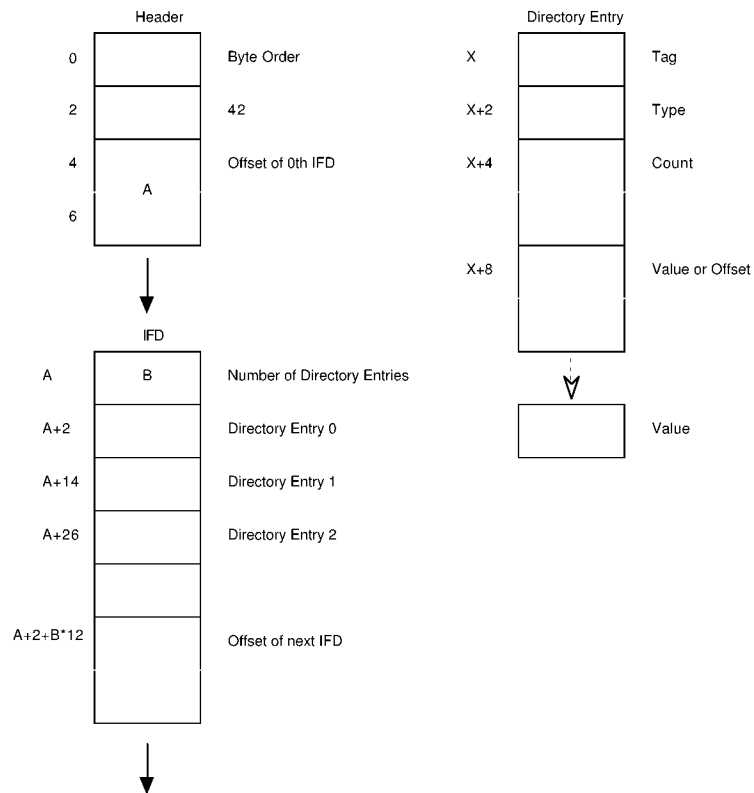 Header
0 Byte Order
2 42
4 Offset of 0th IFD
A
6
IFD
A B Number of Directory Entries
A+2 Directory Entry 0
A+14 Directory Entry 1
A+26 Directory Entry 2
A+2+B*12 Offset of next IFD
Directory Entry
X Tag
X+2 Type
X+4 Count
X+8 Value or Offset
Value